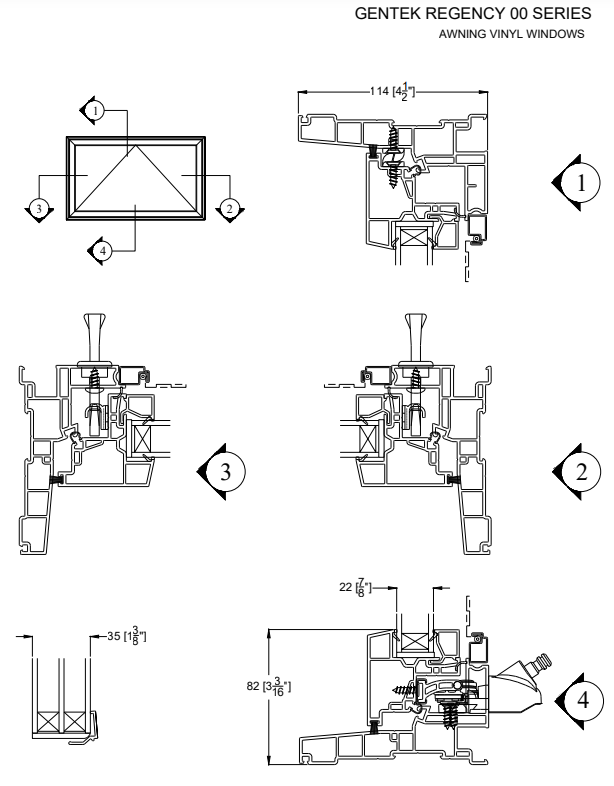 GENTEK REGENCY 00 SERIES
AWNING VINYL WINDOWS
114 [4 1/2"]
1
1
3
2
4
3
2
22 [7/8"]
35 [1 3/8"]
82 [3 3/16"]
4